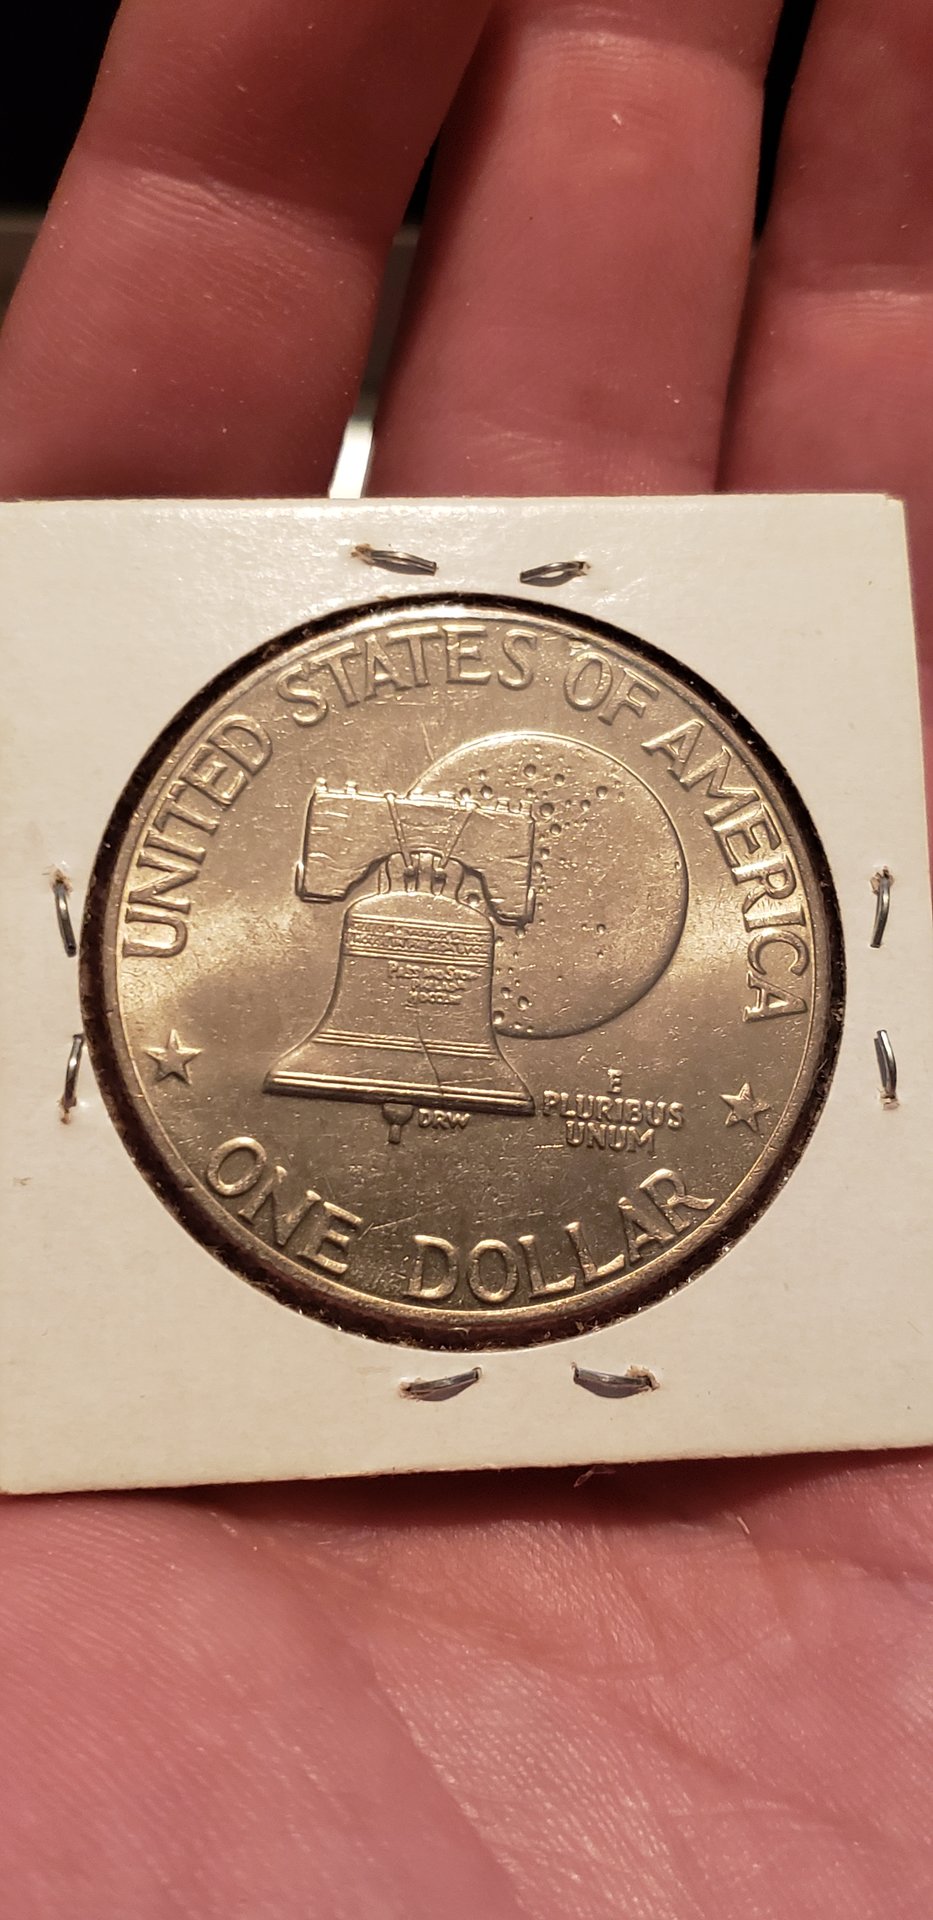 UNITED STATES OF AMERICA
DRW
E
PLURIBUS
UNUM
ONE DOLLAR